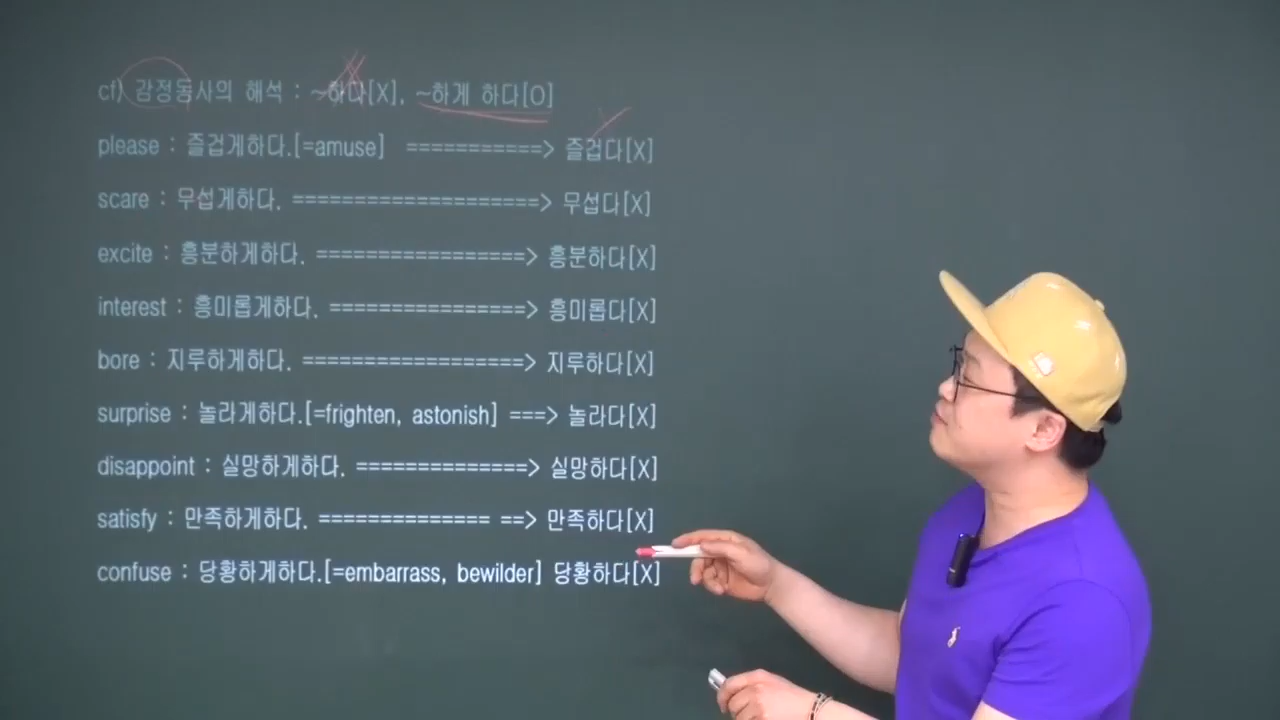 cf) 감정동사의 해석 : ~하다[X], ~하게 하다[O]
please : 즐겁게하다.[=amuse] ===========> 즐겁다[X]
scare : 무섭게하다. ====================> 무섭다[X]
excite : 흥분하게하다. =================> 흥분하다[X]
interest : 흥미롭게하다. ===============> 흥미롭다[X]
bore : 지루하게하다. ==================> 지루하다[X]
surprise : 놀라게하다.[=frighten, astonish] ===> 놀라다[X]
disappoint : 실망하게하다. ==============> 실망하다[X]
satisfy : 만족하게하다. ============== ==> 만족하다[X]
confuse : 당황하게하다.[=embarrass, bewilder] 당황하다[X]